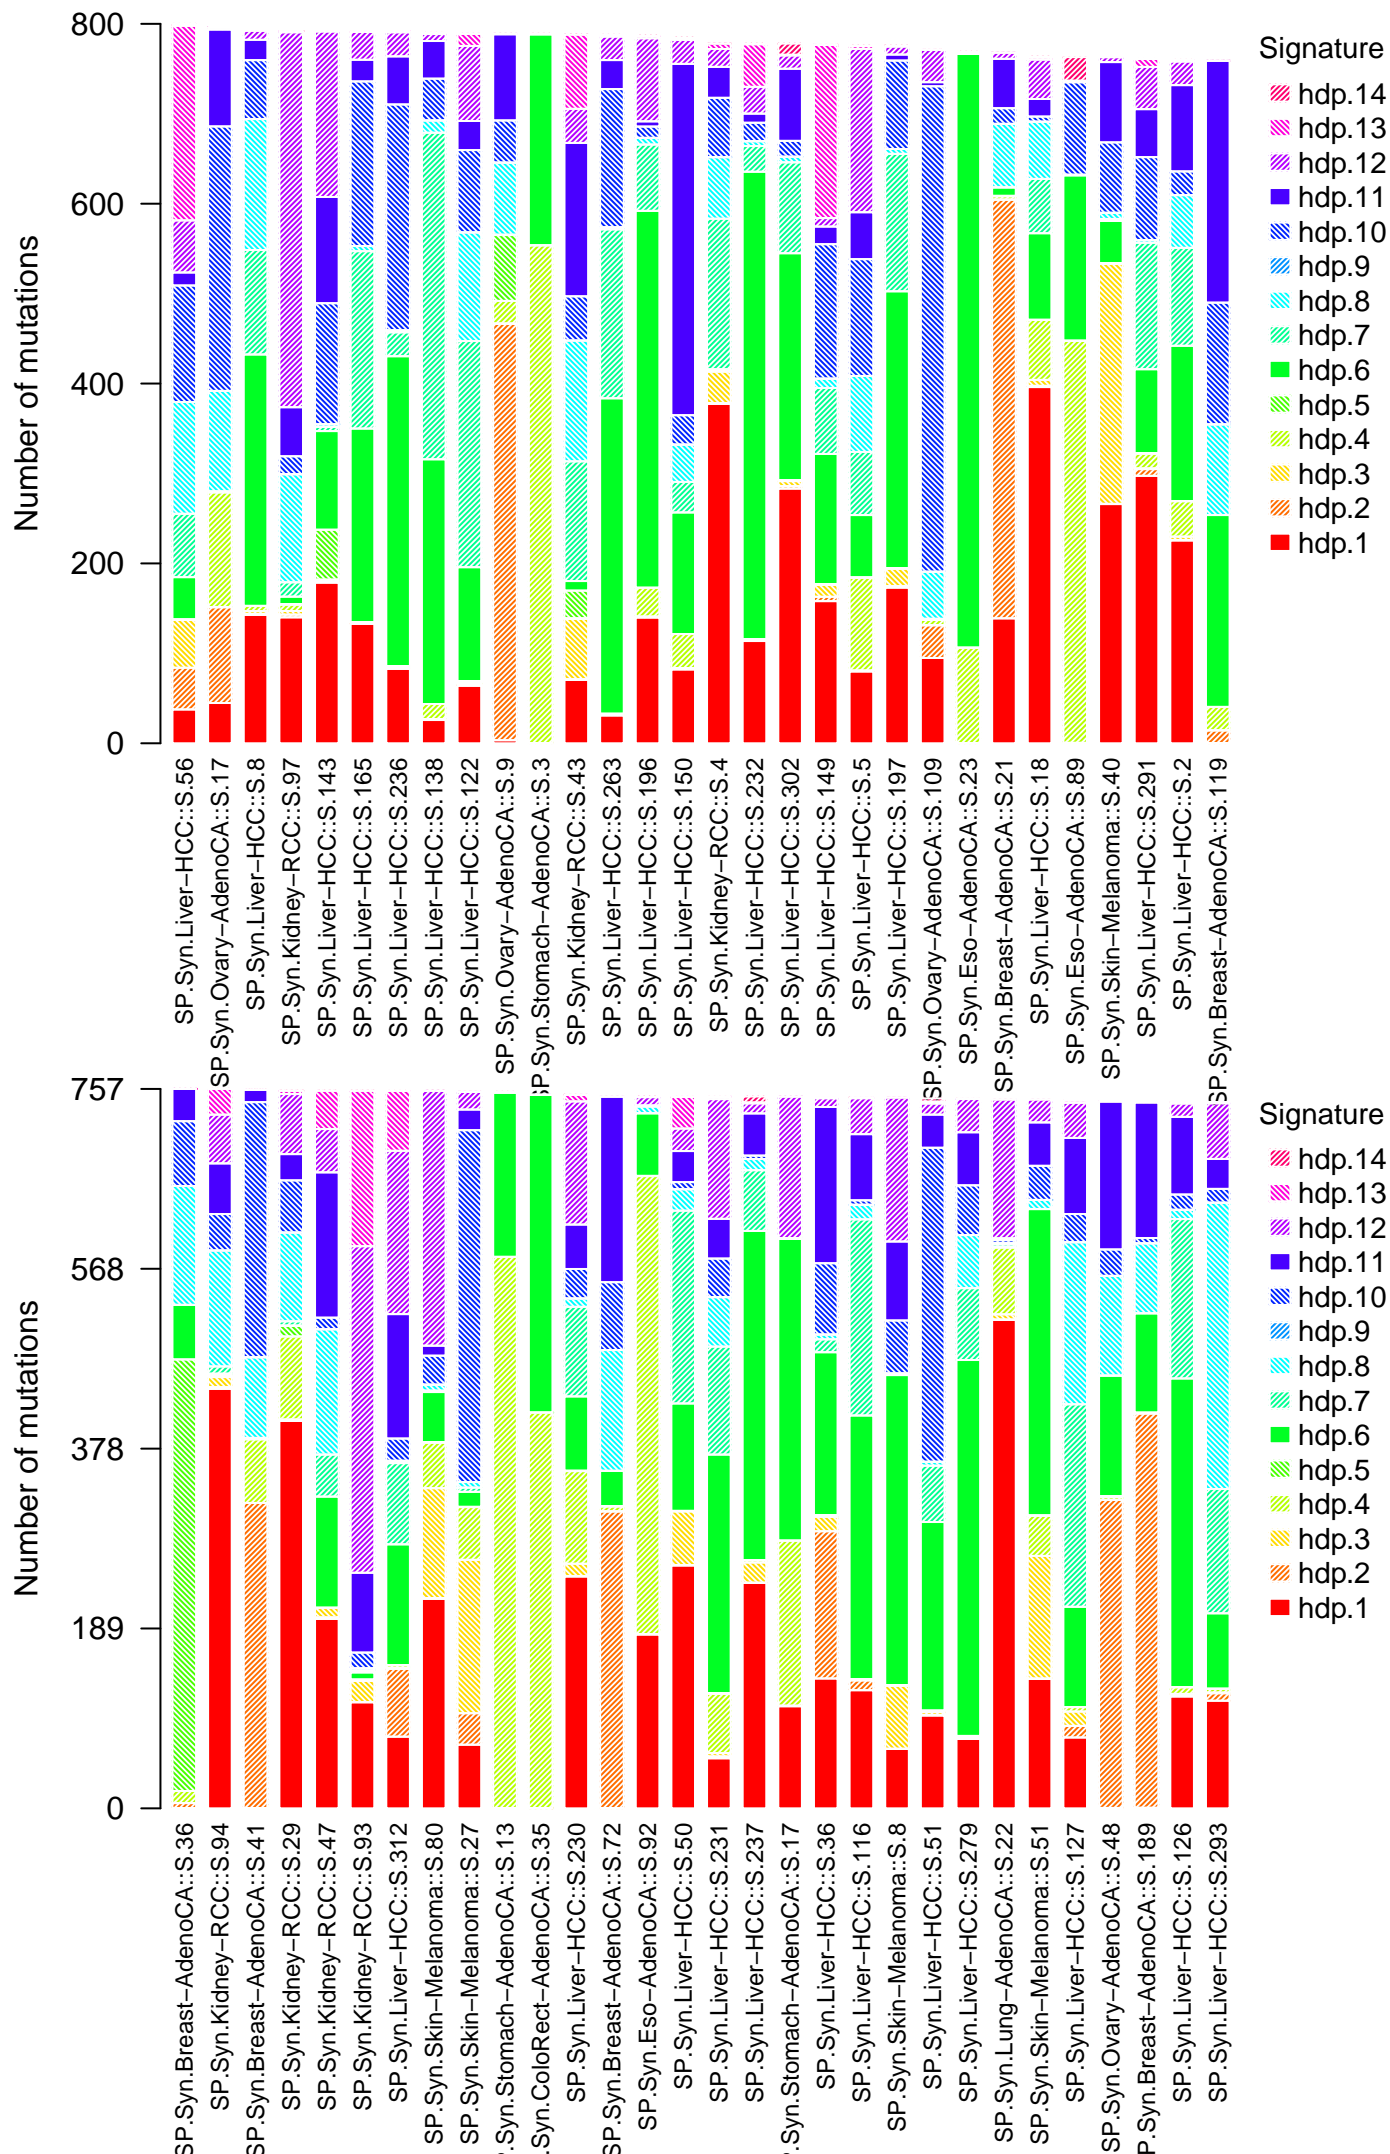 Number of mutations
800
600
400
200
0
SP.Syn.Liver−HCC::S.56
SP.Syn.Ovary−AdenoCA::S.17
SP.Syn.Liver−HCC::S.8
SP.Syn.Kidney−RCC::S.97
SP.Syn.Liver−HCC::S.143
SP.Syn.Liver−HCC::S.165
SP.Syn.Liver−HCC::S.236
SP.Syn.Liver−HCC::S.138
SP.Syn.Liver−HCC::S.122
SP.Syn.Ovary−AdenoCA::S.9
SP.Syn.Stomach−AdenoCA::S.3
SP.Syn.Kidney−RCC::S.43
SP.Syn.Liver−HCC::S.263
SP.Syn.Liver−HCC::S.196
SP.Syn.Liver−HCC::S.150
SP.Syn.Kidney−RCC::S.4
SP.Syn.Liver−HCC::S.232
SP.Syn.Liver−HCC::S.302
SP.Syn.Liver−HCC::S.149
SP.Syn.Liver−HCC::S.5
SP.Syn.Liver−HCC::S.197
SP.Syn.Ovary−AdenoCA::S.109
SP.Syn.Eso−AdenoCA::S.23
SP.Syn.Breast−AdenoCA::S.21
SP.Syn.Liver−HCC::S.18
SP.Syn.Eso−AdenoCA::S.89
SP.Syn.Skin−Melanoma::S.40
SP.Syn.Liver−HCC::S.291
SP.Syn.Liver−HCC::S.2
SP.Syn.Breast−AdenoCA::S.119
Signature
hdp.14
hdp.13
hdp.12
hdp.11
hdp.10
hdp.9
hdp.8
hdp.7
hdp.6
hdp.5
hdp.4
hdp.3
hdp.2
hdp.1
Number of mutations
757
568
378
189
0
SP.Syn.Breast−AdenoCA::S.36
SP.Syn.Kidney−RCC::S.94
SP.Syn.Breast−AdenoCA::S.41
SP.Syn.Kidney−RCC::S.29
SP.Syn.Kidney−RCC::S.47
SP.Syn.Kidney−RCC::S.93
SP.Syn.Liver−HCC::S.312
SP.Syn.Skin−Melanoma::S.80
SP.Syn.Skin−Melanoma::S.27
P.Syn.Stomach−AdenoCA::S.13
.Syn.ColoRect−AdenoCA::S.35
SP.Syn.Liver−HCC::S.230
SP.Syn.Breast−AdenoCA::S.72
SP.Syn.Eso−AdenoCA::S.92
SP.Syn.Liver−HCC::S.50
SP.Syn.Liver−HCC::S.231
SP.Syn.Liver−HCC::S.237
P.Syn.Stomach−AdenoCA::S.17
SP.Syn.Liver−HCC::S.36
SP.Syn.Liver−HCC::S.116
SP.Syn.Skin−Melanoma::S.8
SP.Syn.Liver−HCC::S.51
SP.Syn.Liver−HCC::S.279
SP.Syn.Lung−AdenoCA::S.22
SP.Syn.Skin−Melanoma::S.51
SP.Syn.Liver−HCC::S.127
SP.Syn.Ovary−AdenoCA::S.48
SP.Syn.Breast−AdenoCA::S.189
SP.Syn.Liver−HCC::S.126
SP.Syn.Liver−HCC::S.293
Signature
hdp.14
hdp.13
hdp.12
hdp.11
hdp.10
hdp.9
hdp.8
hdp.7
hdp.6
hdp.5
hdp.4
hdp.3
hdp.2
hdp.1